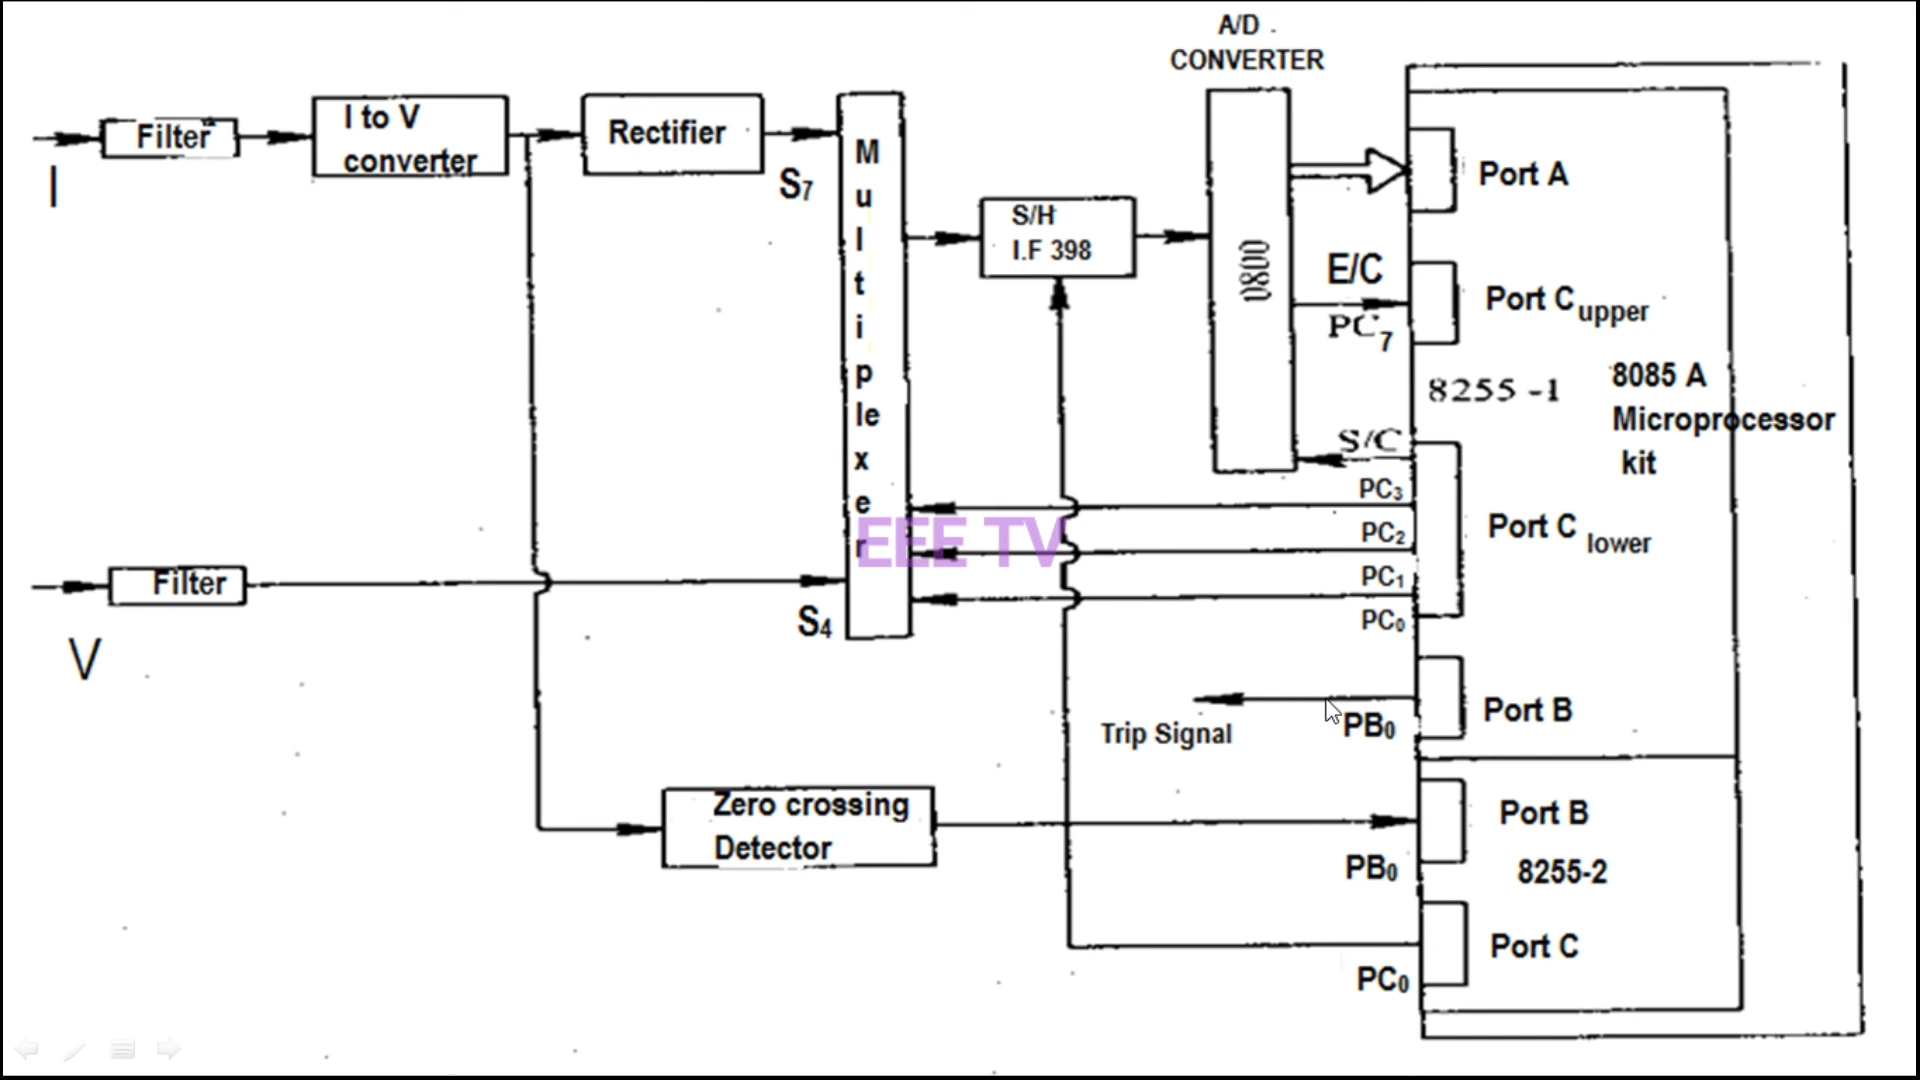 A/D
CONVERTER
Filter
I to V
converter
Rectifier
I
S7
Multiplexer
S/H
I.F 398
0800
Port A
E/C
PC7
Port C upper
8255 -1
8085 A
Microprocessor
kit
S/C
PC3
PC2
PC1
PC0
Port C lower
EEE TV
Filter
V
S4
Trip Signal
PB0
Port B
Zero crossing
Detector
PB0
Port B
8255-2
PC0
Port C